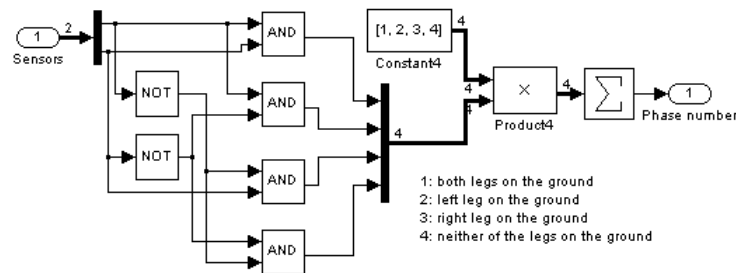 1
Sensors
2
AND
[1, 2, 3, 4]
4
Constant4
NOT
AND
4
4
×
Product4
4
Σ
1
Phase number
NOT
4
AND
AND
1: both legs on the ground
2: left leg on the ground
3: right leg on the ground
4: neither of the legs on the ground